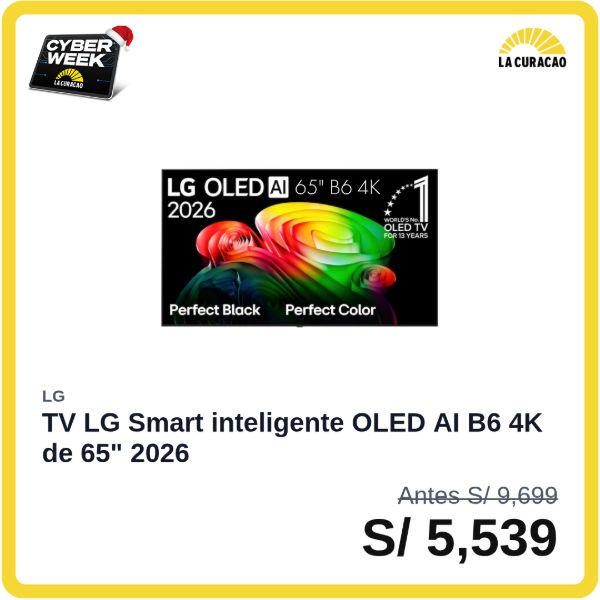 CYBER
WEEK
LA CURACAO
LA CURACAO
LG OLED AI 65" B6 4K
2026
1
WORLD'S No.
OLED TV
FOR 13 YEARS
Perfect Black Perfect Color
LG
TV LG Smart inteligente OLED AI B6 4K
de 65" 2026
Antes S/ 9,699
S/ 5,539